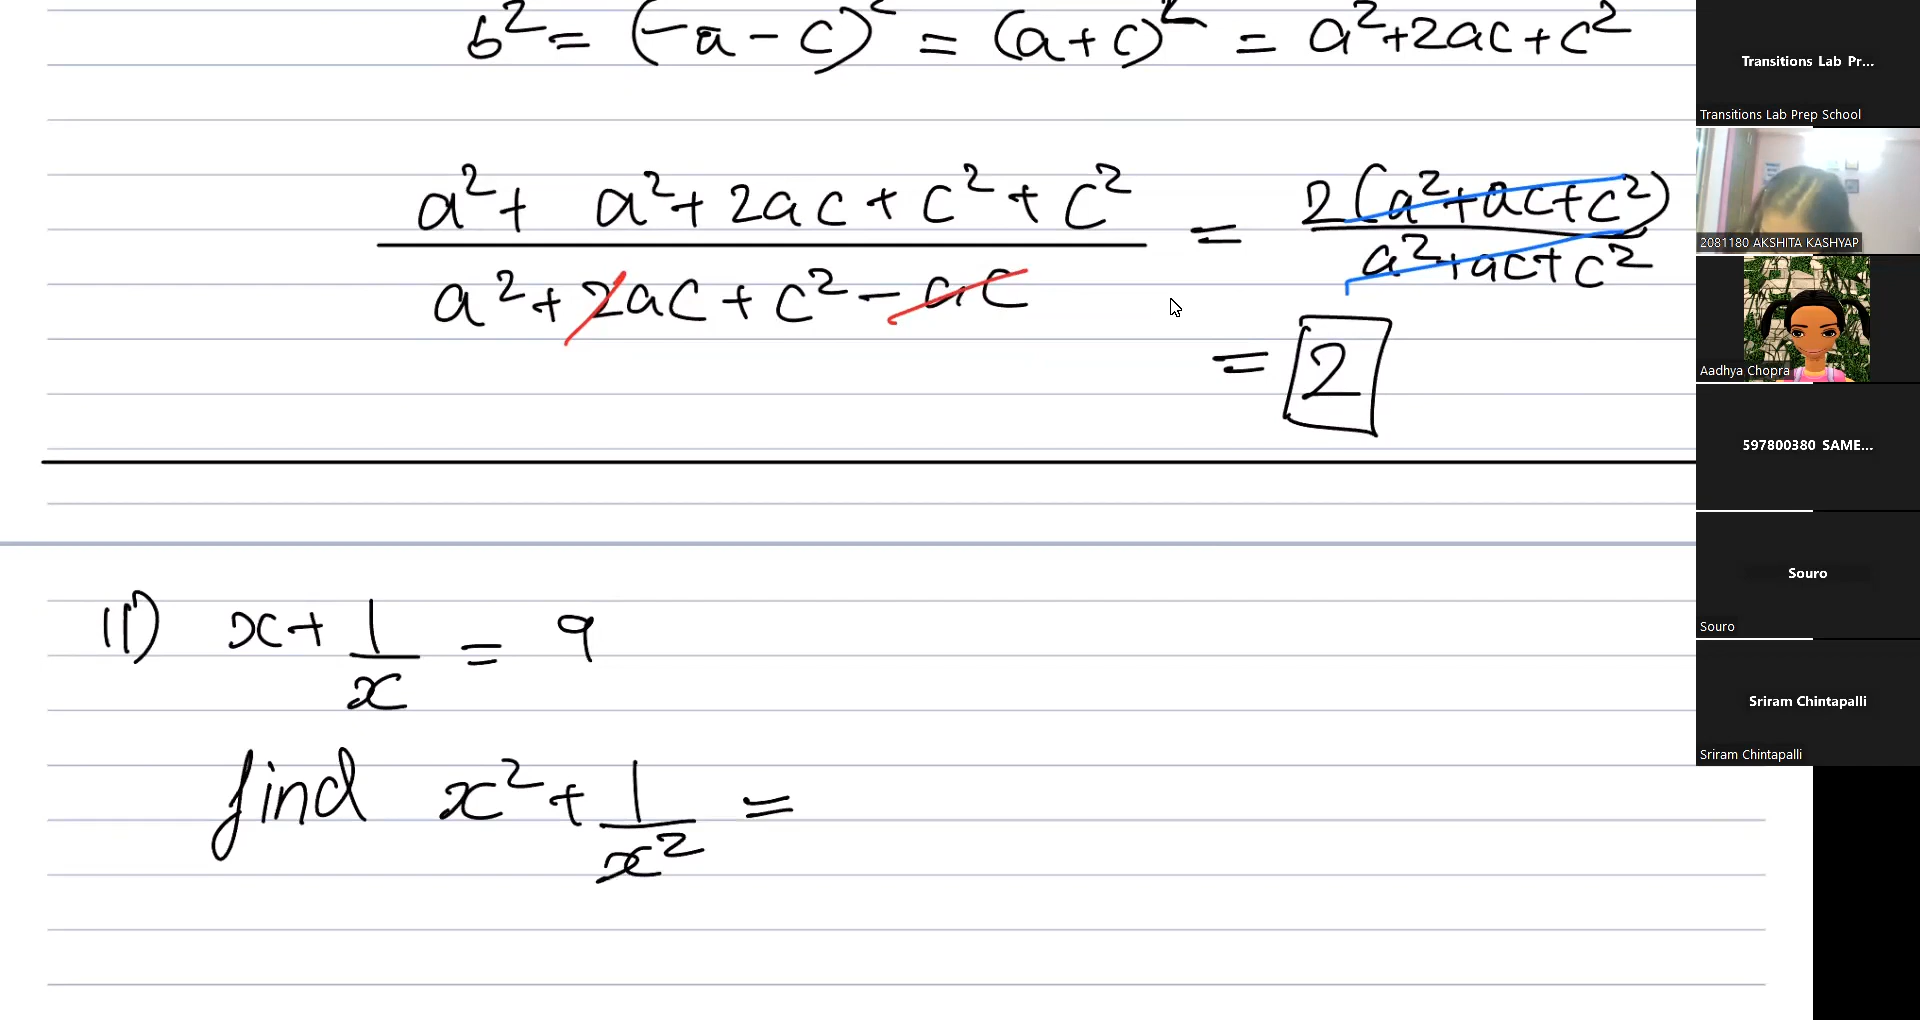 b² = (-a-c)² = (a+c)² = a²+2ac+c²
a²+ a²+2ac+c²+c² / a²+2ac+c²-ac = 2(a²+ac+c²) / a²+ac+c²
= 2
11) x+ 1/x = 9
find x²+ 1/x² =
Transitions Lab Pr...
Transitions Lab Prep School
2081180 AKSHITA KASHYAP
Aadhya Chopra
597800380 SAME...
Souro
Souro
Sriram Chintapalli
Sriram Chintapalli